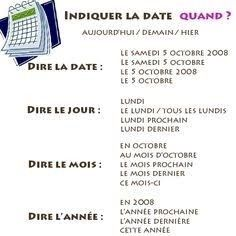 Indiquer la date quand ?
aujourd'hui / demain / hier
Dire la date :
le samedi 5 octobre 2008
le samedi 5 octobre
le 5 octobre 2008
le 5 octobre
Dire le jour :
lundi
le lundi / tous les lundis
lundi prochain
lundi dernier
Dire le mois :
en octobre
au mois d'octobre
le mois prochain
le mois dernier
ce mois-ci
Dire l'année :
en 2008
l'année prochaine
l'année dernière
cette année